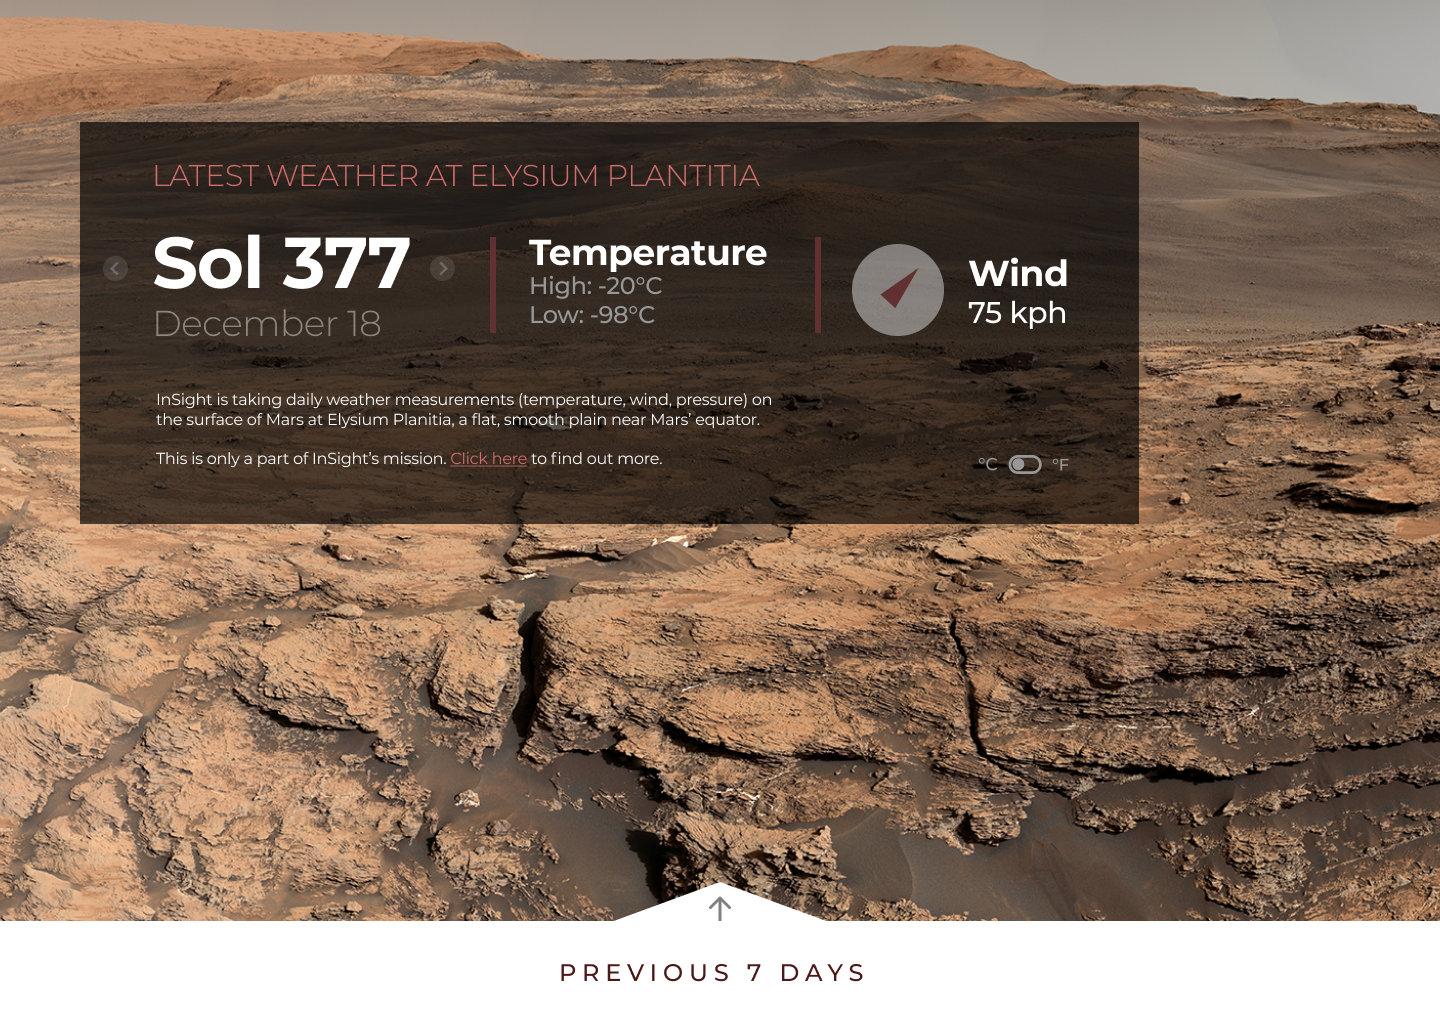 LATEST WEATHER AT ELYSIUM PLANTITIA
Sol 377
December 18
Temperature
High: -20°C
Low: -98°C
Wind
75 kph
InSight is taking daily weather measurements (temperature, wind, pressure) on
the surface of Mars at Elysium Planitia, a flat, smooth plain near Mars’ equator.
This is only a part of InSight’s mission. Click here to find out more.
°C °F
PREVIOUS 7 DAYS